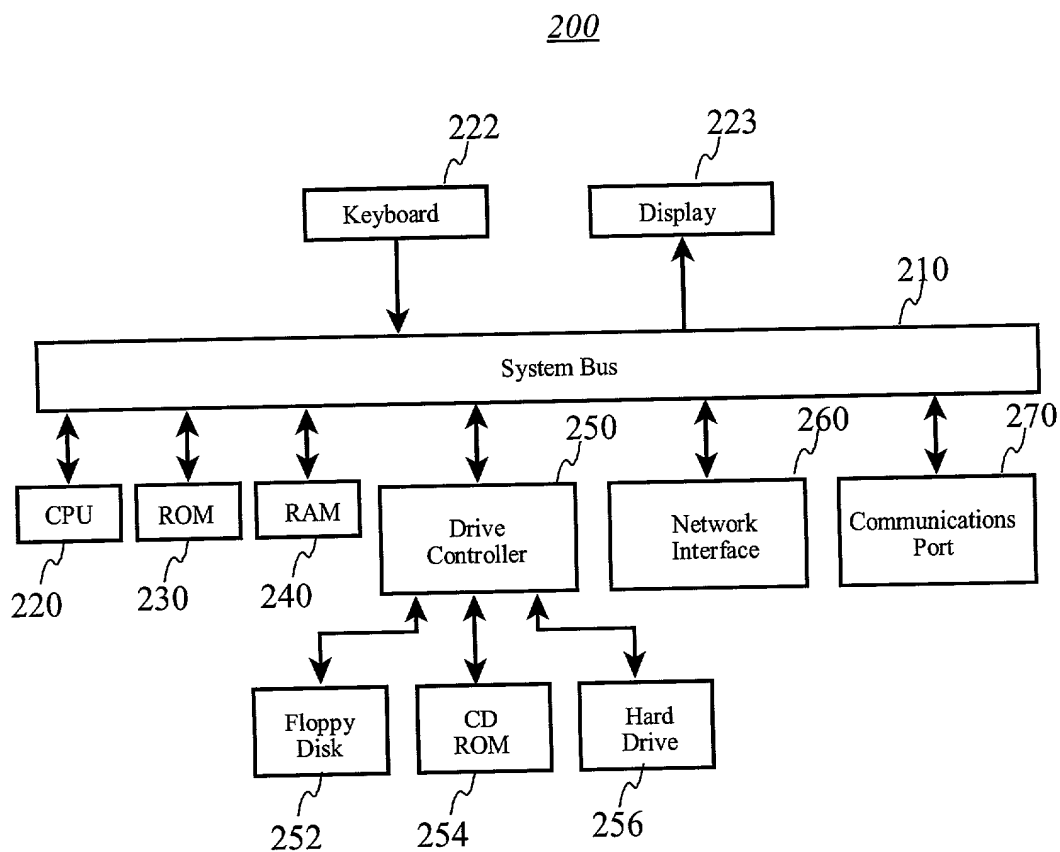 200
222
223
Keyboard
Display
210
System Bus
250
260
270
CPU
ROM
RAM
Drive
Controller
Network
Interface
Communications
Port
220
230
240
Floppy
Disk
CD
ROM
Hard
Drive
252
254
256